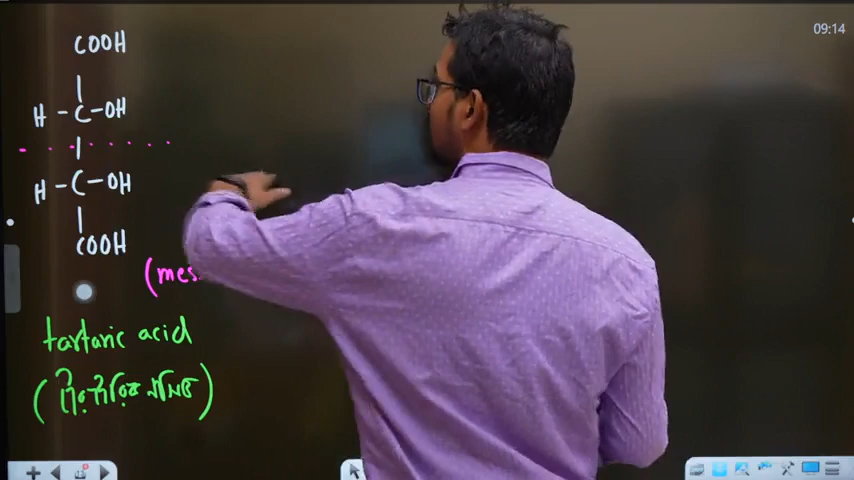 09:14
COOH
H - C - OH
H - C - OH
COOH
(mes
tartaric acid